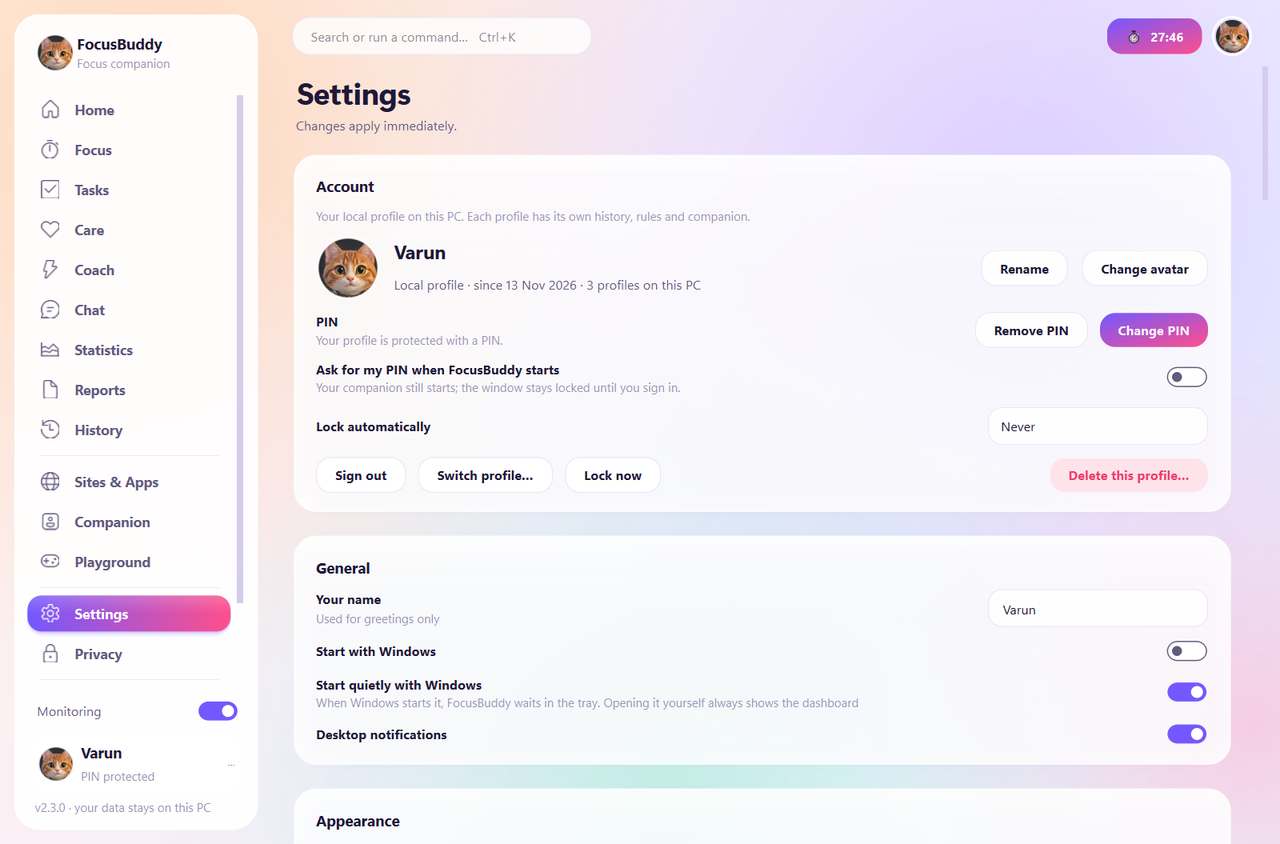 FocusBuddy
Focus companion
Home
Focus
Tasks
Care
Coach
Chat
Statistics
Reports
History
Sites & Apps
Companion
Playground
Settings
Privacy
Monitoring
Varun
PIN protected
...
v2.3.0 · your data stays on this PC
Search or run a command... Ctrl+K
27:46
Settings
Changes apply immediately.
Account
Your local profile on this PC. Each profile has its own history, rules and companion.
Varun
Local profile · since 13 Nov 2026 · 3 profiles on this PC
Rename
Change avatar
PIN
Your profile is protected with a PIN.
Remove PIN
Change PIN
Ask for my PIN when FocusBuddy starts
Your companion still starts; the window stays locked until you sign in.
Lock automatically
Never
Sign out
Switch profile...
Lock now
Delete this profile...
General
Your name
Used for greetings only
Varun
Start with Windows
Start quietly with Windows
When Windows starts it, FocusBuddy waits in the tray. Opening it yourself always shows the dashboard
Desktop notifications
Appearance